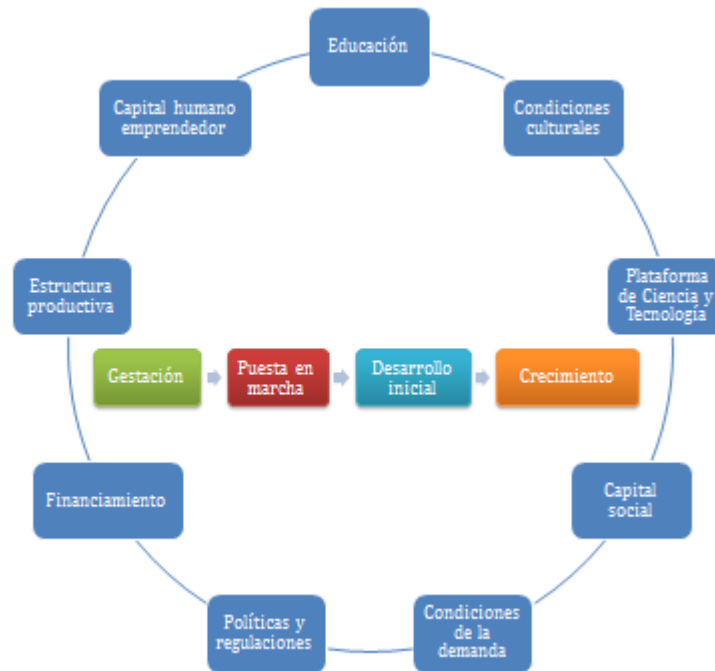 Educación
Capital humano
emprendedor
Condiciones
culturales
Estructura
productiva
Plataforma
de Ciencia y
Tecnología
Gestación
Puesta en
marcha
Desarrollo
inicial
Crecimiento
Financiamiento
Capital
social
Políticas y
regulaciones
Condiciones
de la
demanda